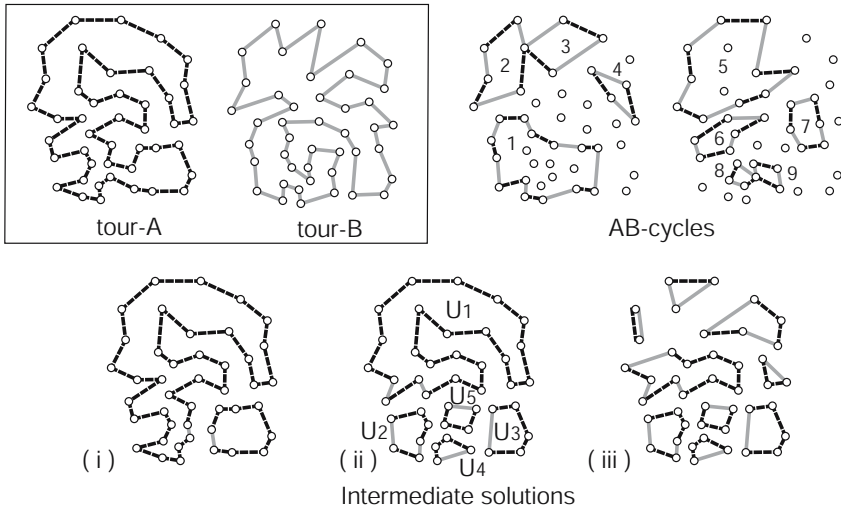 2
3
4
5
1
6
7
8
9
tour-A
tour-B
AB-cycles
U1
U5
U2
U3
U4
( i )
( ii )
( iii )
Intermediate solutions